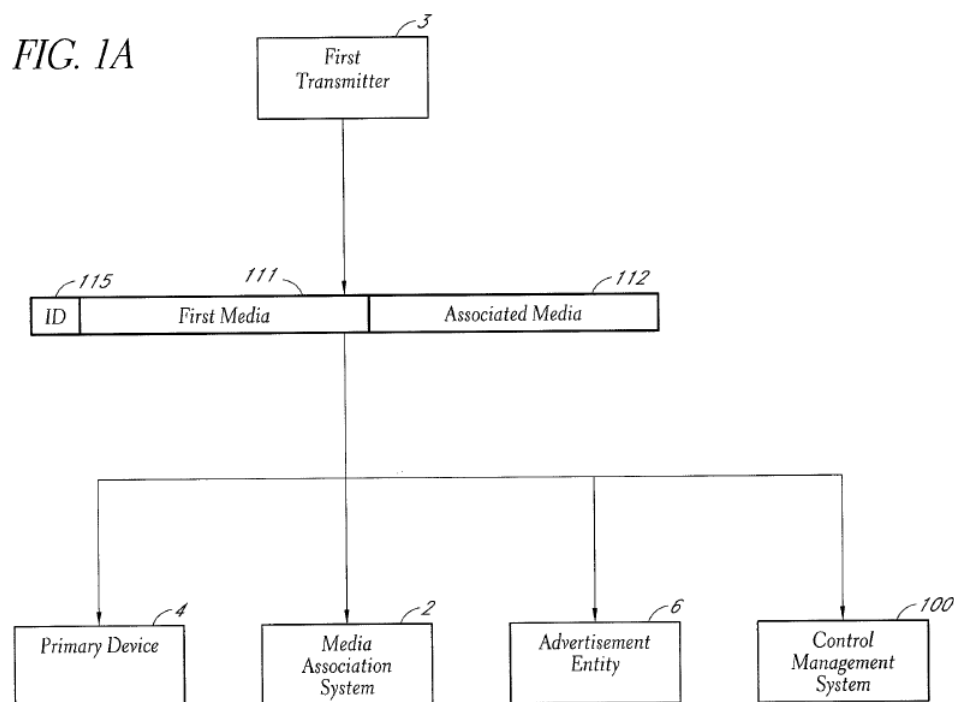 FIG. 1A
3
First
Transmitter
115
111
112
ID
First Media
Associated Media
4
2
6
100
Primary Device
Media
Association
System
Advertisement
Entity
Control
Management
System